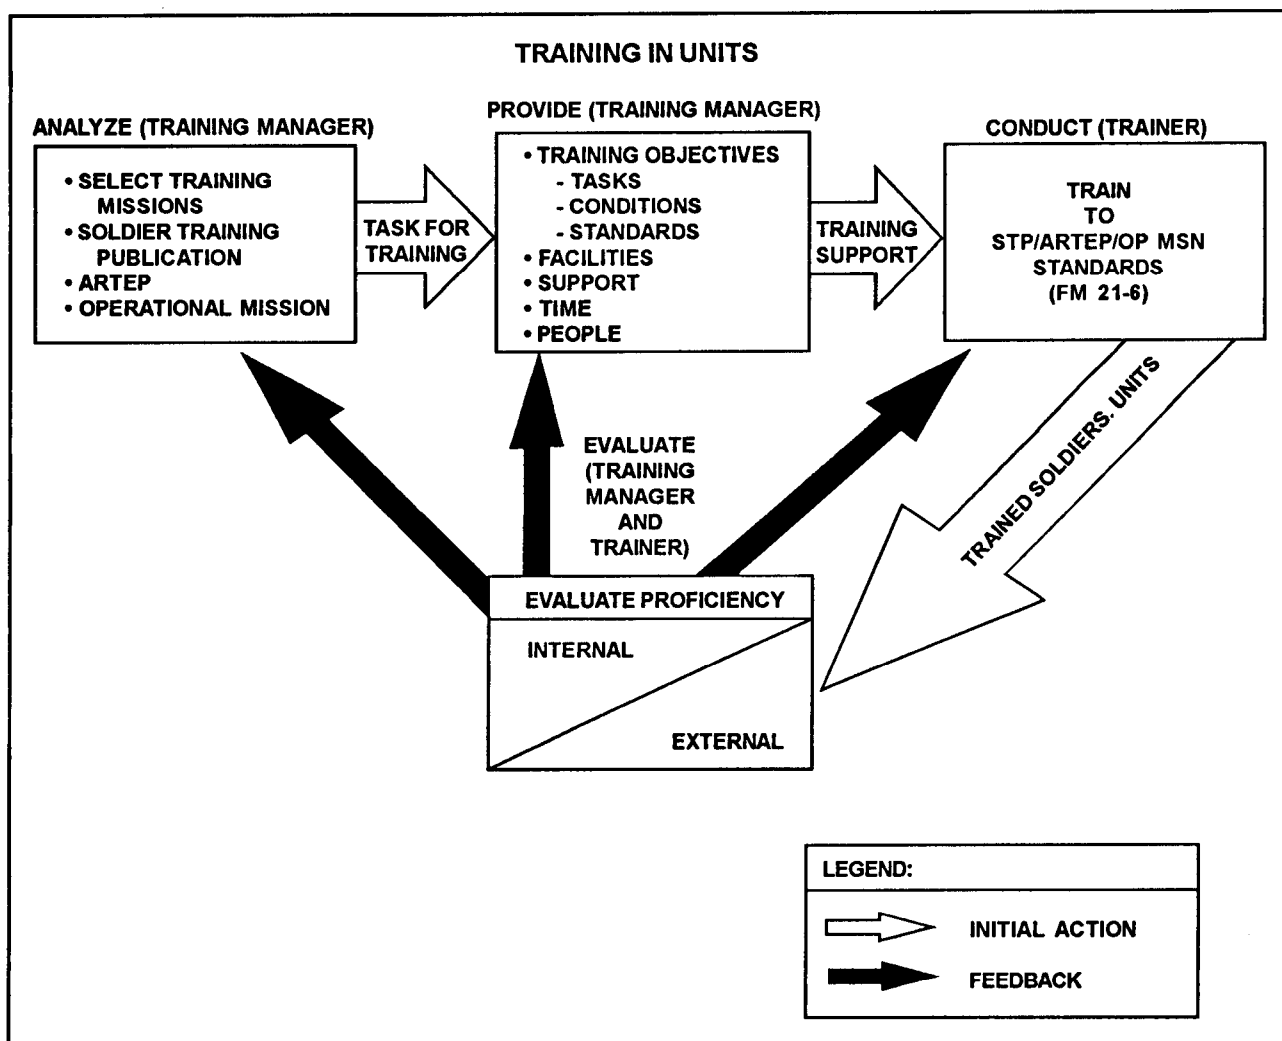 TRAINING IN UNITS
ANALYZE (TRAINING MANAGER)
• SELECT TRAINING
MISSIONS
• SOLDIER TRAINING
PUBLICATION
• ARTEP
• OPERATIONAL MISSION
TASK FOR
TRAINING
PROVIDE (TRAINING MANAGER)
• TRAINING OBJECTIVES
- TASKS
- CONDITIONS
- STANDARDS
• FACILITIES
• SUPPORT
• TIME
• PEOPLE
TRAINING
SUPPORT
CONDUCT (TRAINER)
TRAIN
TO
STP/ARTEP/OP MSN
STANDARDS
(FM 21-6)
TRAINED SOLDIERS. UNITS
EVALUATE
(TRAINING
MANAGER
AND
TRAINER)
EVALUATE PROFICIENCY
INTERNAL
EXTERNAL
LEGEND:
INITIAL ACTION
FEEDBACK